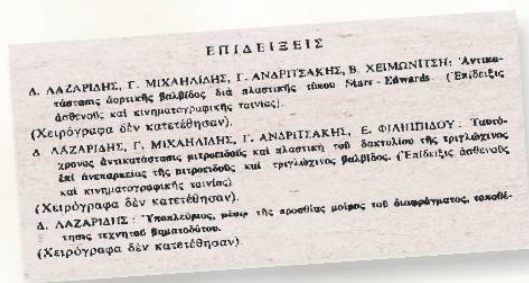 ΕΠΙΔΕΙΞΕΙΣ
Δ. ΛΑΖΑΡΙΔΗΣ, Γ. ΜΙΧΑΗΛΙΔΗΣ, Γ. ΑΝΔΡΙΤΣΑΚΗΣ, Β. ΧΕΙΜΩΝΙΤΣΗ: Ἀντικα-
τάστασις ἀορτικῆς βαλβίδος διὰ πλαστικῆς τύπου Starr - Edwards. (Ἐπίδειξις
ἀσθενοῦς καὶ κινηματογραφικῆς ταινίας).
(Χειρόγραφα δὲν κατετέθησαν).
Δ. ΛΑΖΑΡΙΔΗΣ, Γ. ΜΙΧΑΗΛΙΔΗΣ, Γ. ΑΝΔΡΙΤΣΑΚΗΣ, Ε. ΦΙΛΙΠΠΙΔΟΥ: Ταυτό-
χρονος ἀντικατάστασις μιτροειδοῦς καὶ πλαστικὴ τοῦ δακτυλίου τῆς τριγλώχινος
ἐπὶ ἀνεπαρκείας τῆς μιτροειδοῦς καὶ τριγλώχινος βαλβίδος. (Ἐπίδειξις ἀσθενοῦς
καὶ κινηματογραφικῆς ταινίας)
(Χειρόγραφα δὲν κατετέθησαν).
Δ. ΛΑΖΑΡΙΔΗΣ: Ὑποπλεύριος, μέσῳ τῆς προσθίας μοίρας τοῦ διαφράγματος, τοποθέ-
τησις τεχνητοῦ βηματοδότου.
(Χειρόγραφα δὲν κατετέθησαν)